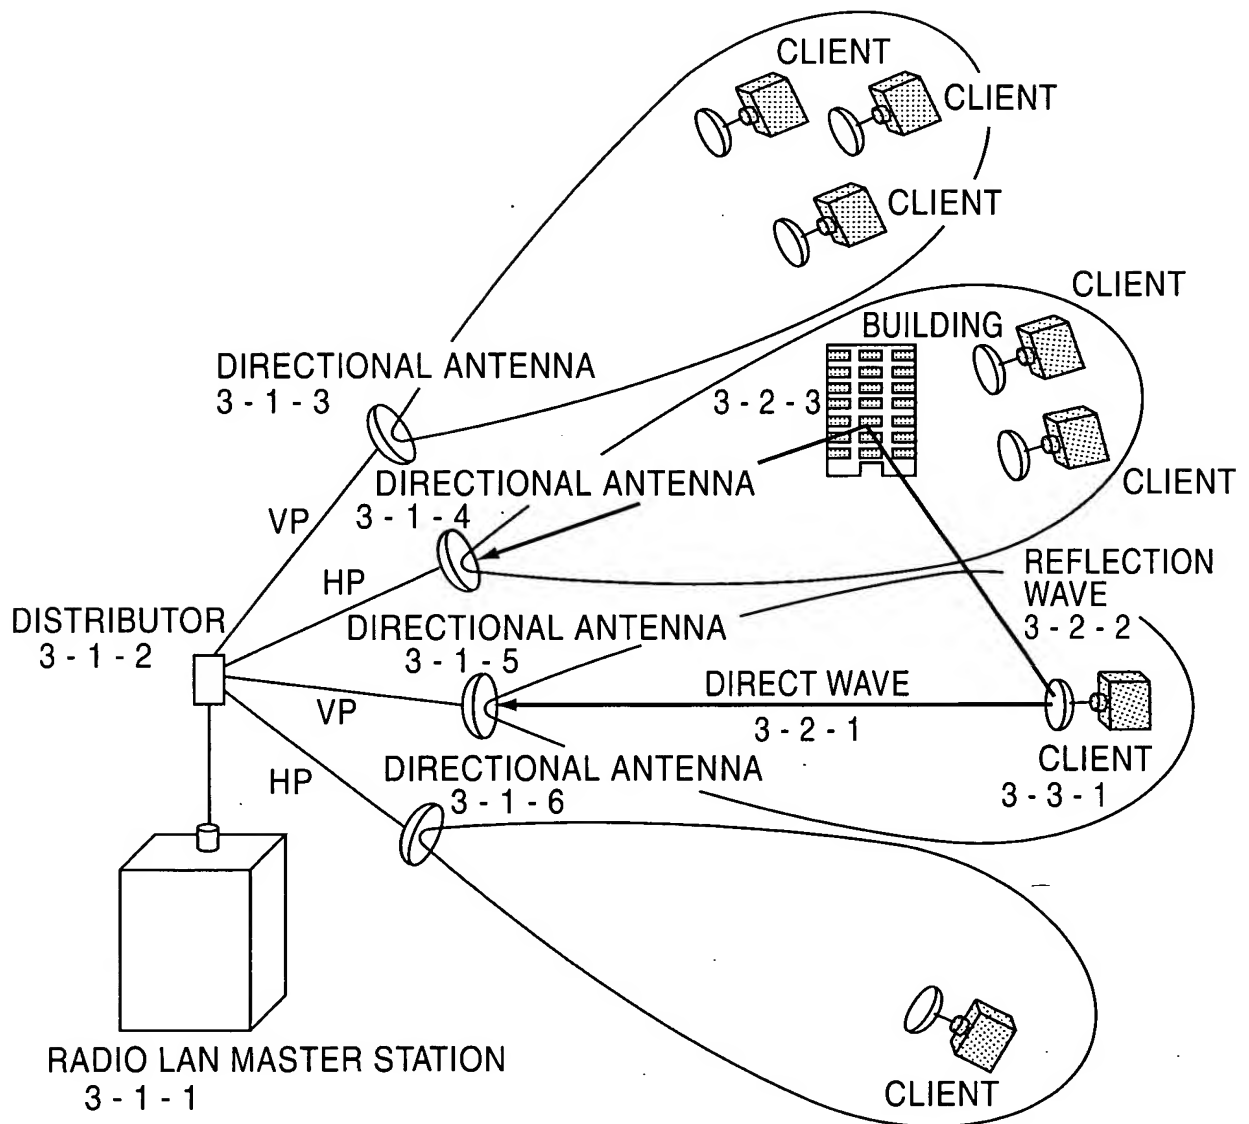 CLIENT
CLIENT
CLIENT
CLIENT
BUILDING
DIRECTIONAL ANTENNA
3 - 1 - 3
3 - 2 - 3
DIRECTIONAL ANTENNA
3 - 1 - 4
CLIENT
VP
HP
REFLECTION
WAVE
3 - 2 - 2
DISTRIBUTOR
3 - 1 - 2
DIRECTIONAL ANTENNA
3 - 1 - 5
DIRECT WAVE
3 - 2 - 1
VP
CLIENT
3 - 3 - 1
HP
DIRECTIONAL ANTENNA
3 - 1 - 6
RADIO LAN MASTER STATION
3 - 1 - 1
CLIENT